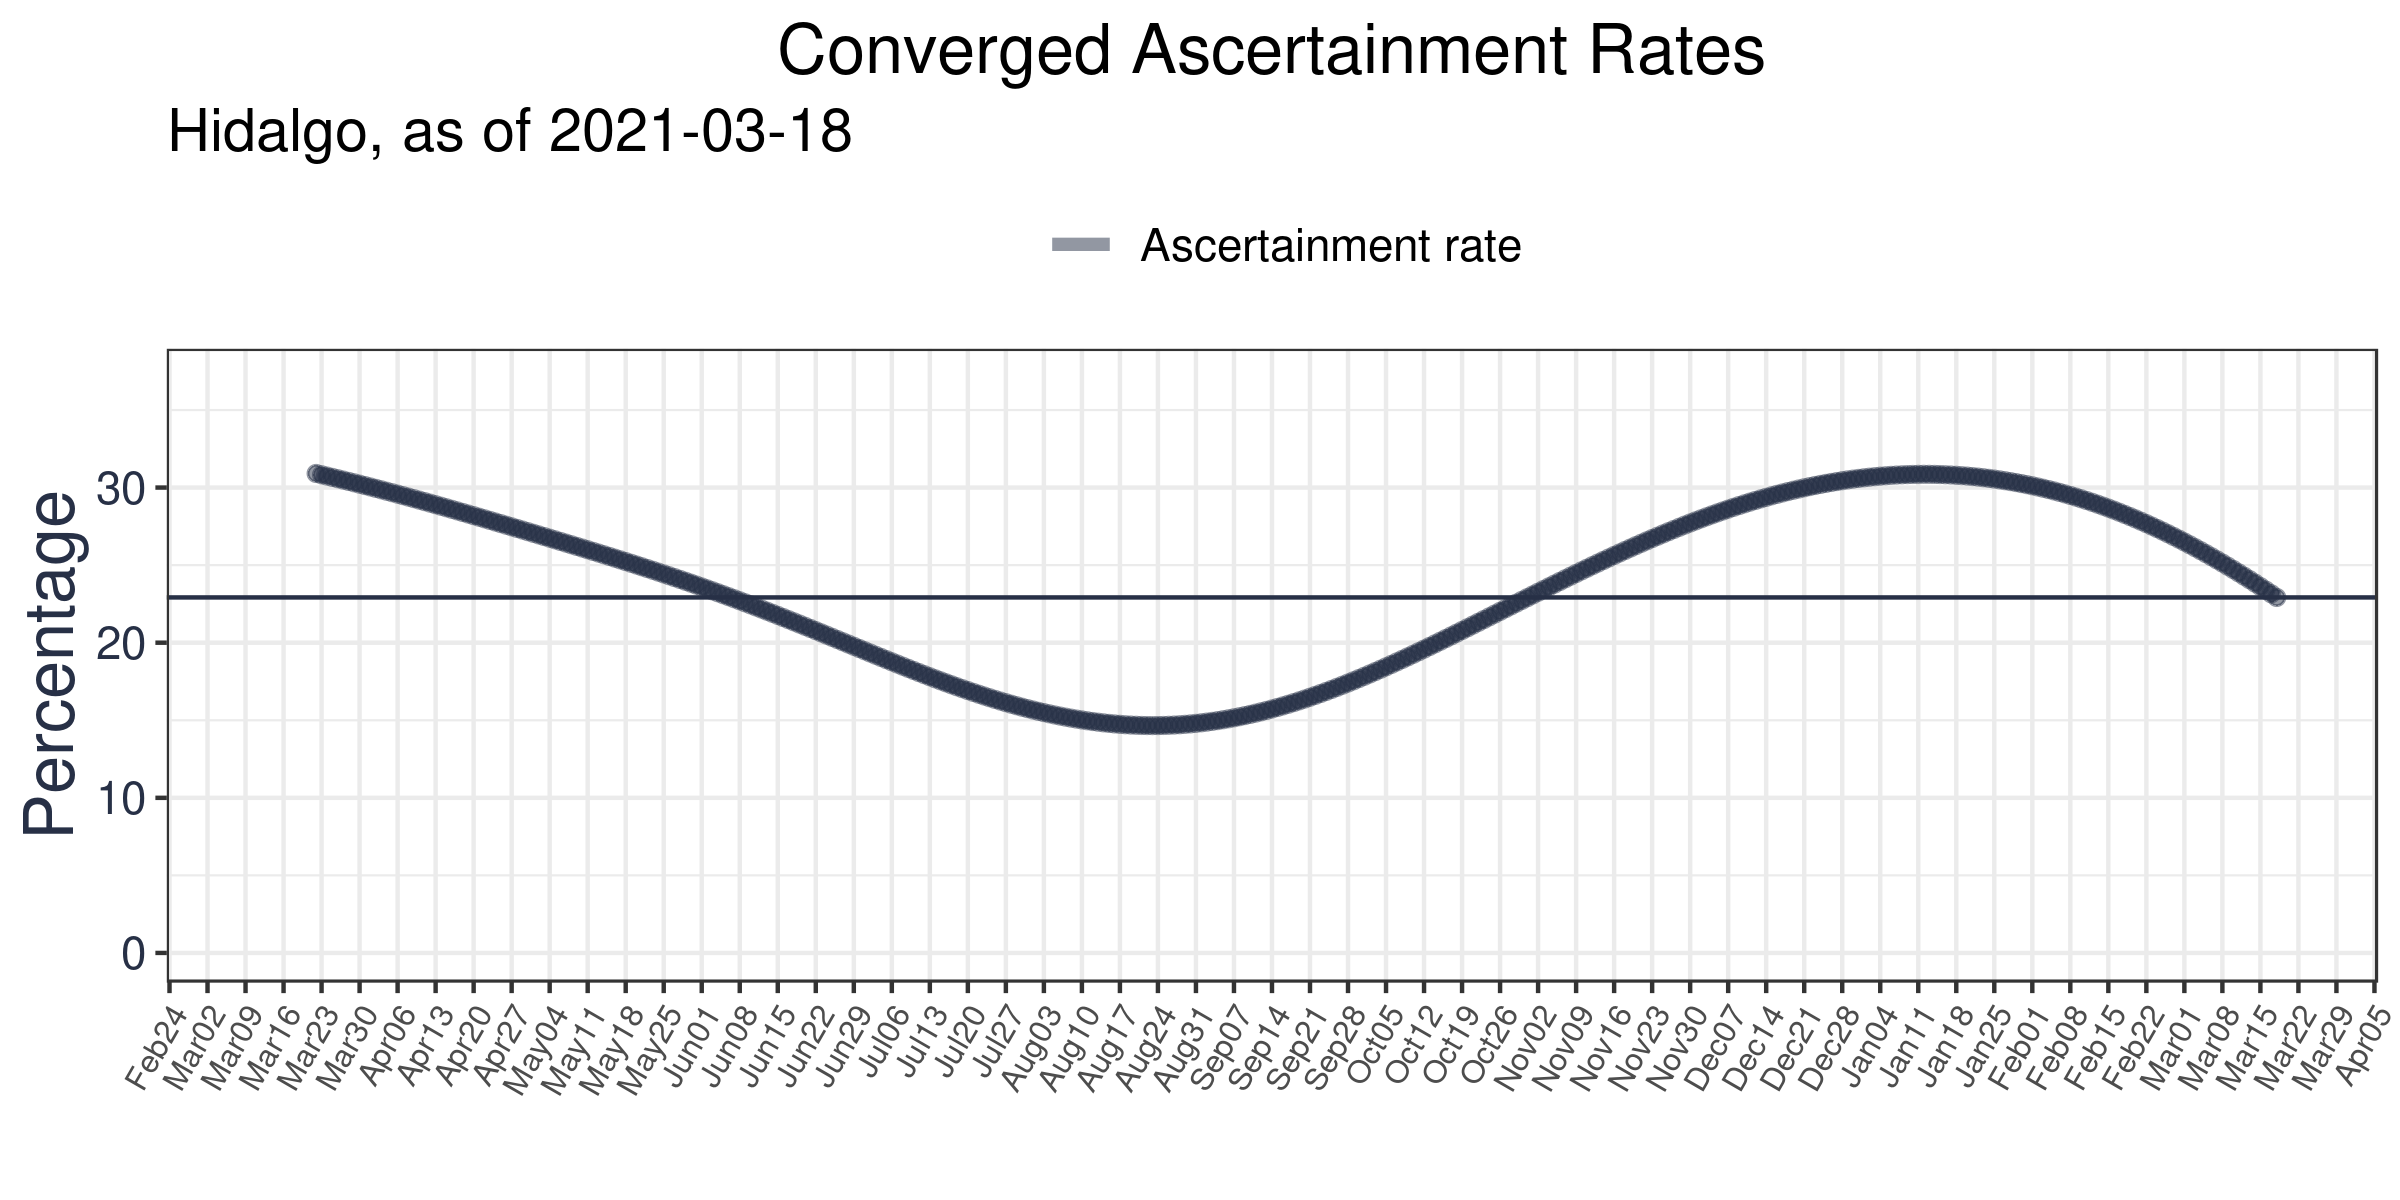 Converged Ascertainment Rates
Hidalgo, as of 2021-03-18
Ascertainment rate
Percentage
30
20
10
0
Feb24
Mar02
Mar09
Mar16
Mar23
Mar30
Apr06
Apr13
Apr20
Apr27
May04
May11
May18
May25
Jun01
Jun08
Jun15
Jun22
Jun29
Jul06
Jul13
Jul20
Jul27
Aug03
Aug10
Aug17
Aug24
Aug31
Sep07
Sep14
Sep21
Sep28
Oct05
Oct12
Oct19
Oct26
Nov02
Nov09
Nov16
Nov23
Nov30
Dec07
Dec14
Dec21
Dec28
Jan04
Jan11
Jan18
Jan25
Feb01
Feb08
Feb15
Feb22
Mar01
Mar08
Mar15
Mar22
Mar29
Apr05